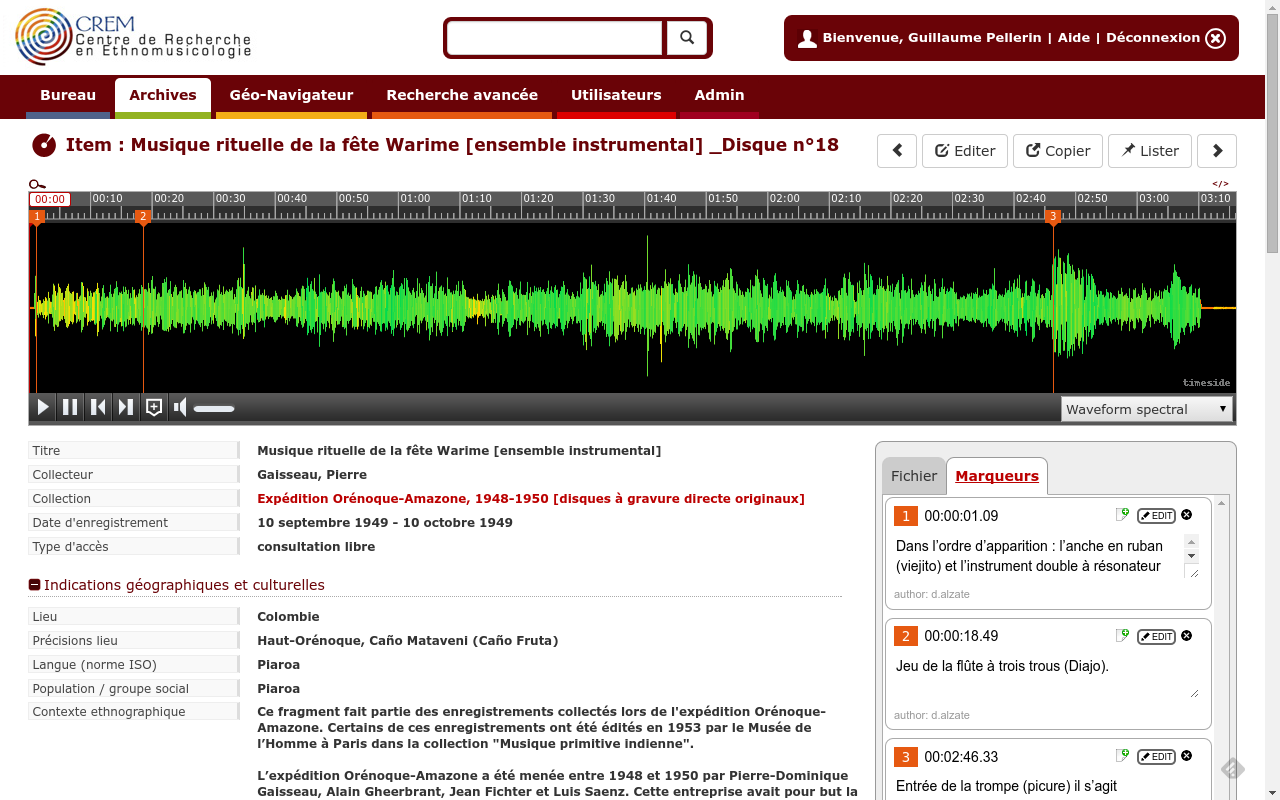 CREM
Centre de Recherche
en Ethnomusicologie
Bienvenue, Guillaume Pellerin | Aide | Déconnexion
Bureau Archives Géo-Navigateur Recherche avancée Utilisateurs Admin
Item : Musique rituelle de la fête Warime [ensemble instrumental] _Disque n°18
Editer Copier Lister
</>
00:00 00:10 00:20 00:30 00:40 00:50 01:00 01:10 01:20 01:30 01:40 01:50 02:00 02:10 02:20 02:30 02:40 02:50 03:00 03:10
1 2 3
timeside
Waveform spectral
Titre Musique rituelle de la fête Warime [ensemble instrumental]
Collecteur Gaisseau, Pierre
Collection Expédition Orénoque-Amazone, 1948-1950 [disques à gravure directe originaux]
Date d'enregistrement 10 septembre 1949 - 10 octobre 1949
Type d'accès consultation libre
Indications géographiques et culturelles
Lieu Colombie
Précisions lieu Haut-Orénoque, Caño Mataveni (Caño Fruta)
Langue (norme ISO) Piaroa
Population / groupe social Piaroa
Contexte ethnographique Ce fragment fait partie des enregistrements collectés lors de l'expédition Orénoque-
Amazone. Certains de ces enregistrements ont été édités en 1953 par le Musée de
l’Homme à Paris dans la collection "Musique primitive indienne".
L’expédition Orénoque-Amazone a été menée entre 1948 et 1950 par Pierre-Dominique
Gaisseau, Alain Gheerbrant, Jean Fichter et Luis Saenz. Cette entreprise avait pour but la
Fichier Marqueurs
1 00:00:01.09 EDIT
Dans l’ordre d’apparition : l’anche en ruban
(viejito) et l’instrument double à résonateur
author: d.alzate
2 00:00:18.49 EDIT
Jeu de la flûte à trois trous (Diajo).
author: d.alzate
3 00:02:46.33 EDIT
Entrée de la trompe (picure) il s’agit